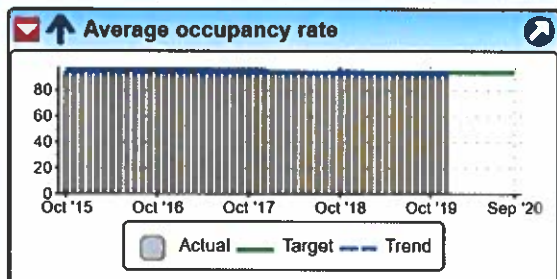 Average occupancy rate
80
60
40
20
0
Oct '15 Oct '16 Oct '17 Oct '18 Oct '19 Sep '20
Actual Target Trend